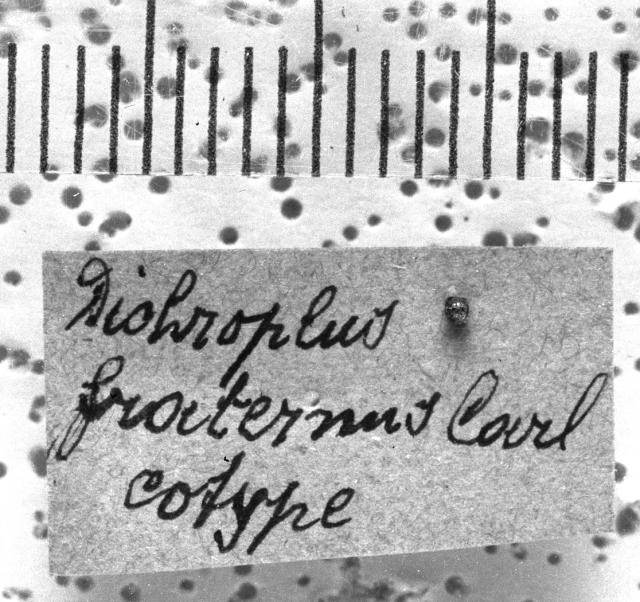 Dichroplus
fraternus Carl
cotype